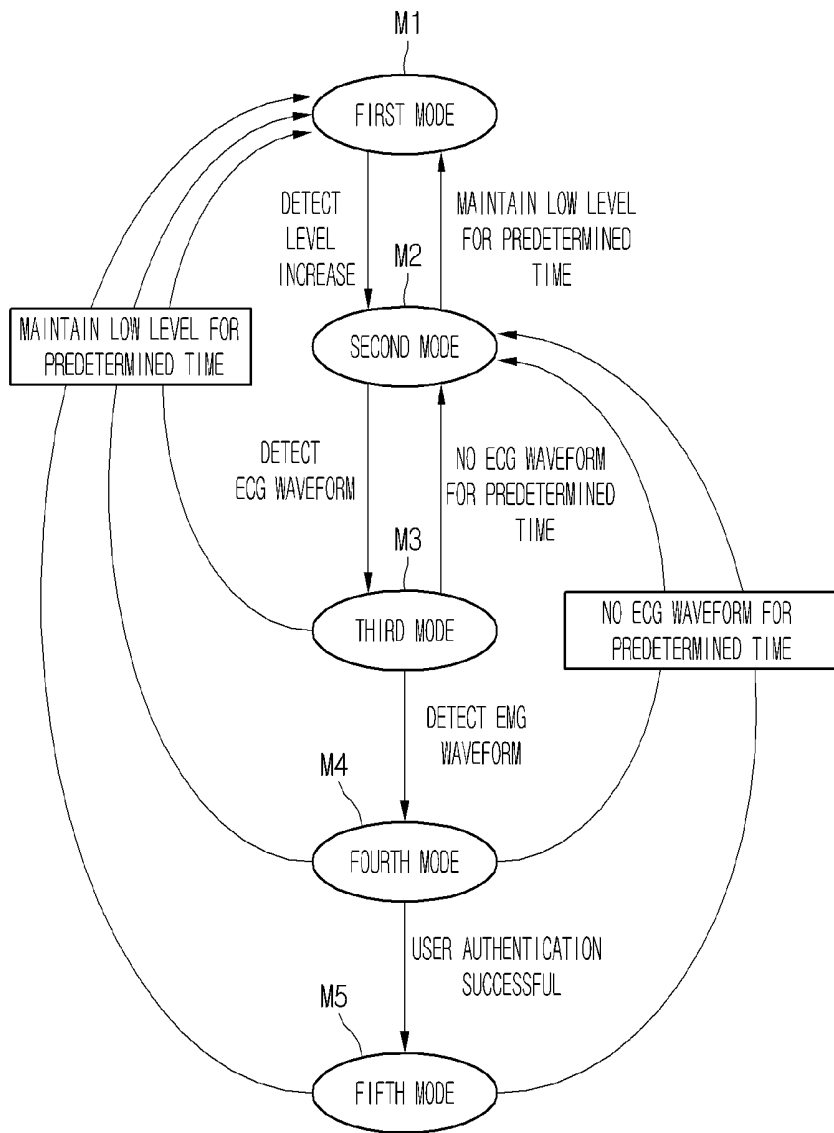 M1
FIRST MODE
DETECT
LEVEL
INCREASE
MAINTAIN LOW LEVEL
FOR PREDETERMINED
TIME
M2
MAINTAIN LOW LEVEL FOR
PREDETERMINED TIME
SECOND MODE
DETECT
ECG WAVEFORM
NO ECG WAVEFORM
FOR PREDETERMINED
TIME
M3
THIRD MODE
NO ECG WAVEFORM FOR
PREDETERMINED TIME
DETECT EMG
WAVEFORM
M4
FOURTH MODE
USER AUTHENTICATION
SUCCESSFUL
M5
FIFTH MODE